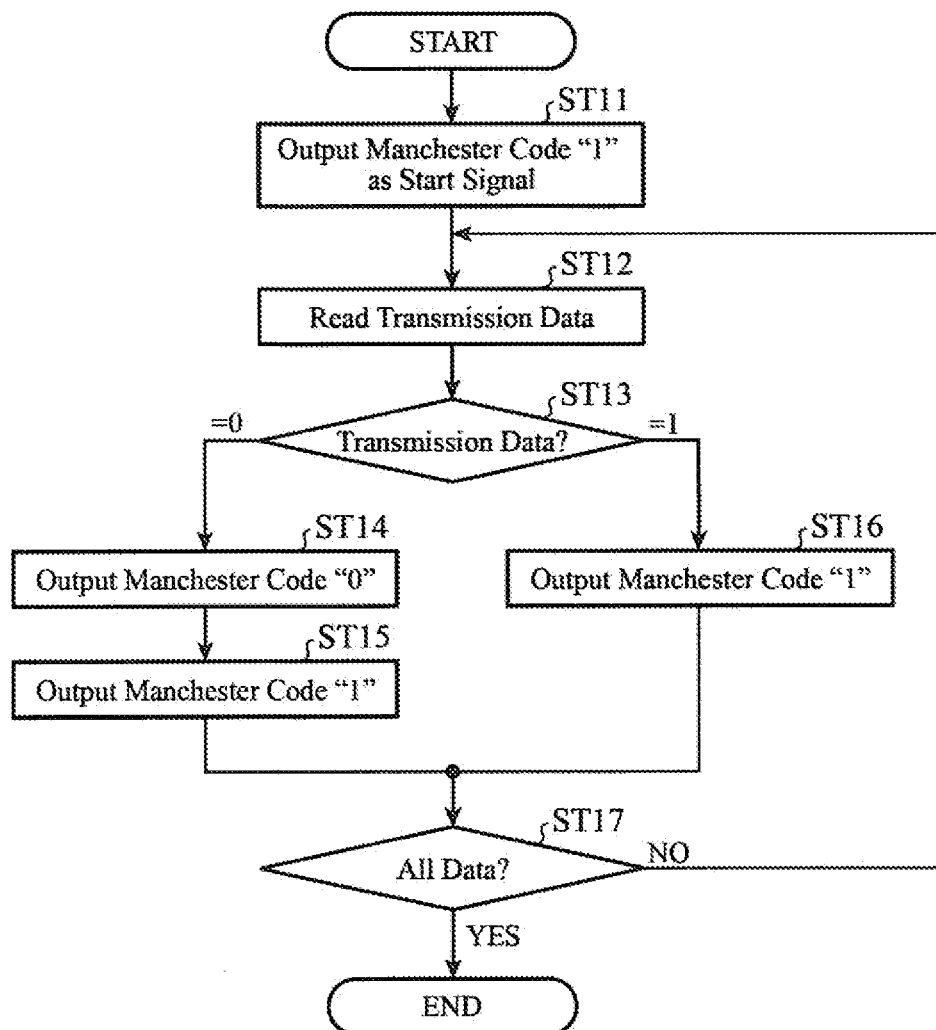 START
ST11
Output Manchester Code “1”
as Start Signal
ST12
Read Transmission Data
ST13
=0
Transmission Data?
=1
ST14
Output Manchester Code “0”
ST16
Output Manchester Code “1”
ST15
Output Manchester Code “1”
ST17
All Data?
NO
YES
END